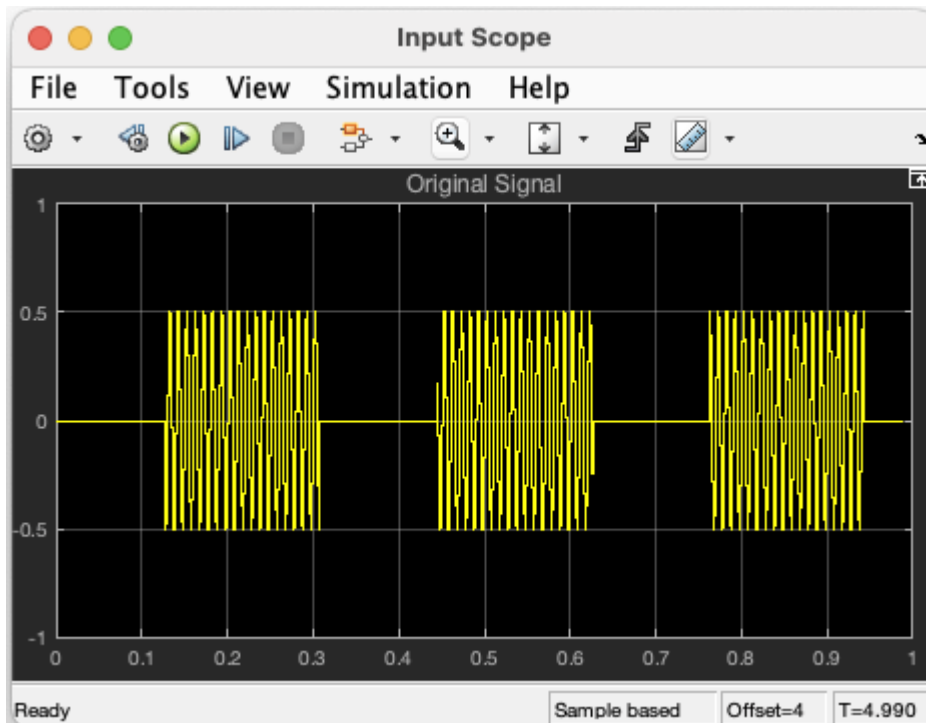 Input Scope
File Tools View Simulation Help
Original Signal
1
0.5
0
-0.5
-1
0 0.1 0.2 0.3 0.4 0.5 0.6 0.7 0.8 0.9 1
Ready Sample based Offset=4 T=4.990